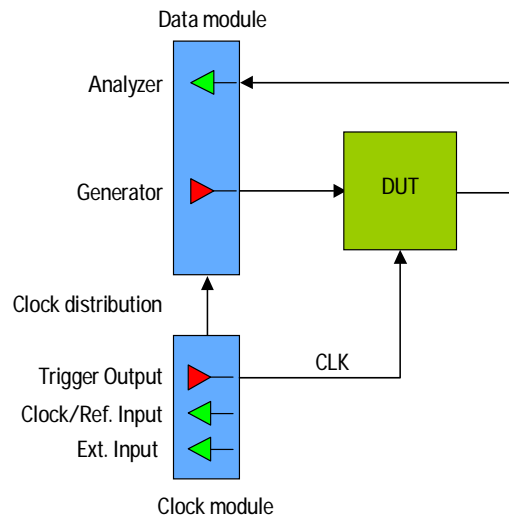 Data module
Analyzer
Generator
DUT
Clock distribution
Trigger Output
CLK
Clock/Ref. Input
Ext. Input
Clock module